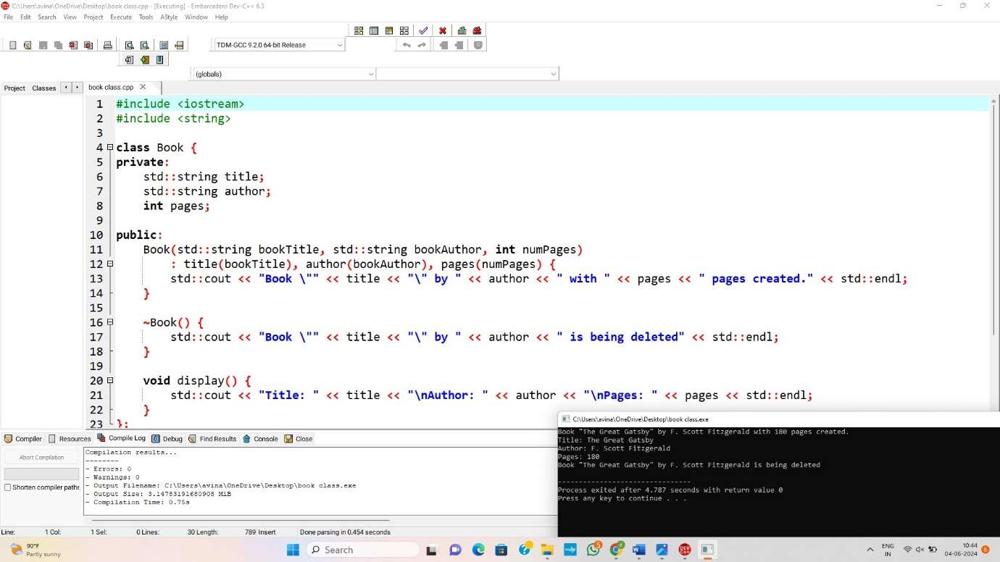 C:\Users\avina\OneDrive\Desktop\book class.cpp - [Executing] - Embarcadero Dev-C++ 6.3
File Edit Search View Project Execute Tools AStyle Window Help
TDM-GCC 9.2.0 64-bit Release
(globals)
Project Classes book class.cpp
1 #include <iostream>
2 #include <string>
3
4 class Book {
5 private:
6     std::string title;
7     std::string author;
8     int pages;
9
10 public:
11     Book(std::string bookTitle, std::string bookAuthor, int numPages)
12         : title(bookTitle), author(bookAuthor), pages(numPages) {
13         std::cout << "Book \"" << title << "\" by " << author << " with " << pages << " pages created." << std::endl;
14     }
15
16     ~Book() {
17         std::cout << "Book \"" << title << "\" by " << author << " is being deleted" << std::endl;
18     }
19
20     void display() {
21         std::cout << "Title: " << title << "\nAuthor: " << author << "\nPages: " << pages << std::endl;
22     }
23 };
Compiler Resources Compile Log Debug Find Results Console Close
Abort Compilation
Shorten compiler paths
Compilation results...
--------
- Errors: 0
- Warnings: 0
- Output Filename: C:\Users\avina\OneDrive\Desktop\book class.exe
- Output Size: 3.14783191680908 MiB
- Compilation Time: 0.75s
C:\Users\avina\OneDrive\Desktop\book class.exe
Book "The Great Gatsby" by F. Scott Fitzgerald with 180 pages created.
Title: The Great Gatsby
Author: F. Scott Fitzgerald
Pages: 180
Book "The Great Gatsby" by F. Scott Fitzgerald is being deleted
--------------------------------
Process exited after 4.787 seconds with return value 0
Press any key to continue . . .
Line: 1 Col: 1 Sel: 0 Lines: 30 Length: 789 Insert Done parsing in 0.454 seconds
90°F
Partly sunny
Search
5
ENG
IN
10:44
04-06-2024
6